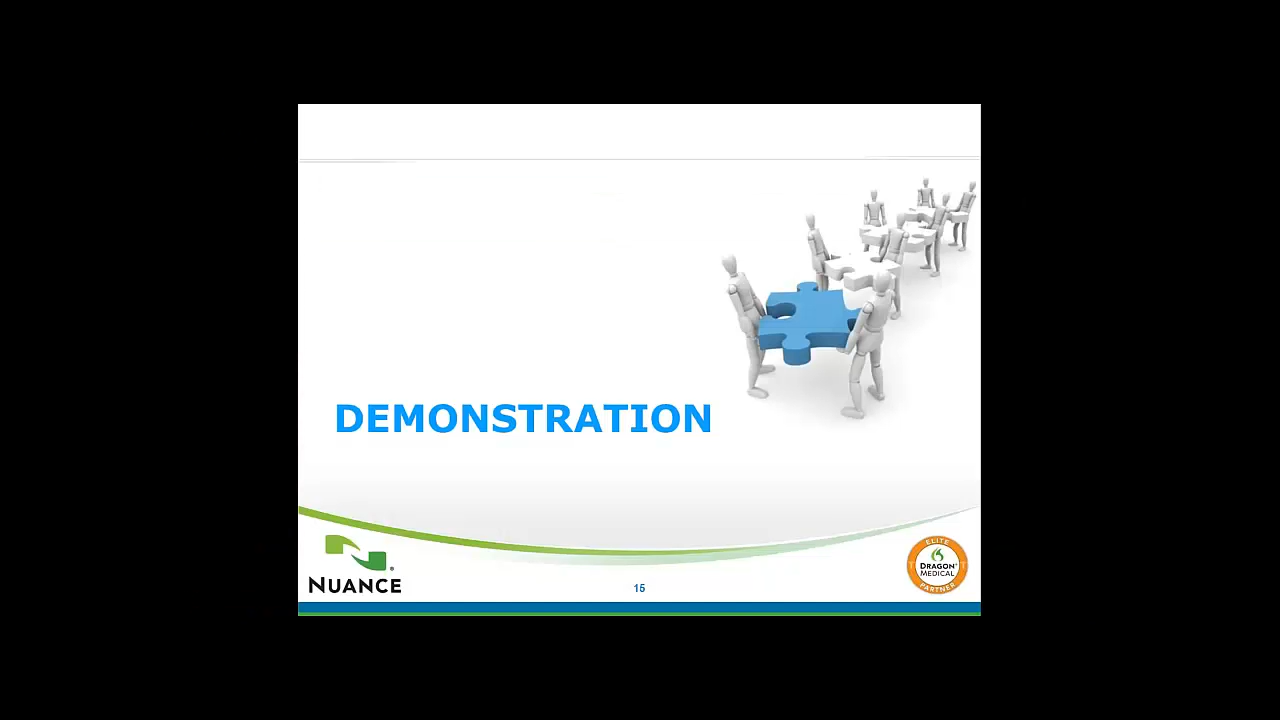 DEMONSTRATION
NUANCE
15
ELITE
DRAGON®
MEDICAL
PARTNER